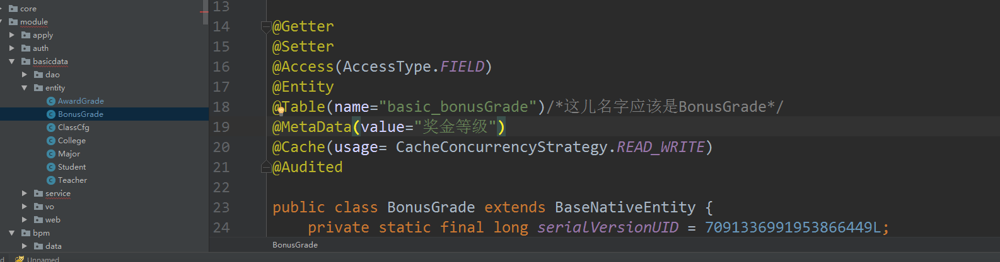 core
module
apply
auth
basicdata
dao
entity
AwardGrade
BonusGrade
ClassCfg
College
Major
Student
Teacher
service
vo
web
bpm
data
13
14 @Getter
15 @Setter
16 @Access(AccessType.FIELD)
17 @Entity
18 @Table(name="basic_bonusGrade")/*这儿名字应该是BonusGrade*/
19 @MetaData(value="奖金等级")
20 @Cache(usage= CacheConcurrencyStrategy.READ_WRITE)
21 @Audited
22
23 public class BonusGrade extends BaseNativeEntity {
24 private static final long serialVersionUID = 7091336991953866449L;
BonusGrade
d Unnamed